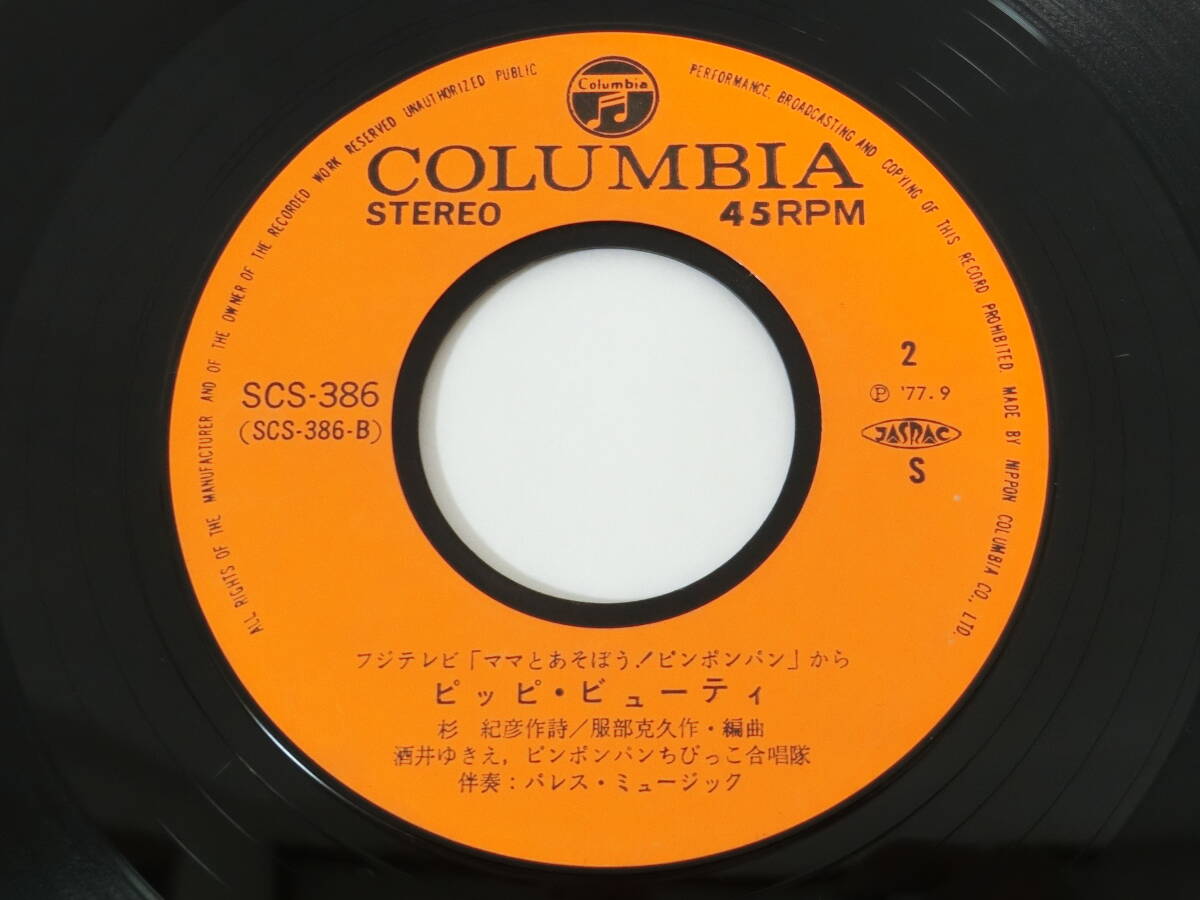 ALL RIGHTS OF THE MANUFACTURER AND OF THE OWNER OF THE RECORDED WORK RESERVED UNAUTHORIZED PUBLIC PERFORMANCE, BROADCASTING AND COPYING OF THIS RECORD PROHIBITED. MADE BY NIPPON COLUMBIA CO., LTD.
Columbia
COLUMBIA
STEREO 45RPM
2
SCS-386
Ⓟ '77.9
(SCS-386-B)
JASRAC
S
フジテレビ「ママとあそぼう!ピンポンパン」から
ピッピ・ビューティ
杉 紀彦作詩/服部克久作・編曲
酒井ゆきえ,ピンポンパンちびっこ合唱隊
伴奏:パレス・ミュージック